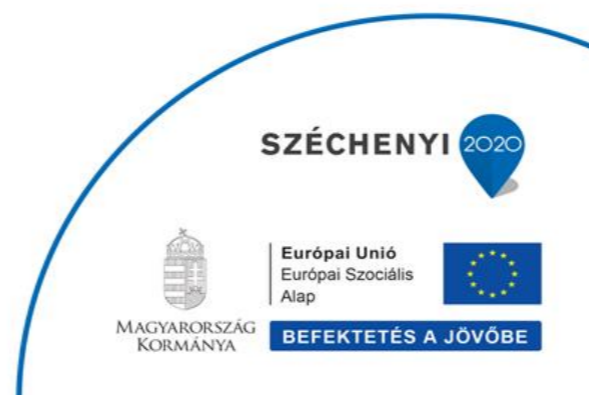 SZÉCHENYI 2020
Európai Unió
Európai Szociális
Alap
MAGYARORSZÁG
KORMÁNYA
BEFEKTETÉS A JÖVŐBE